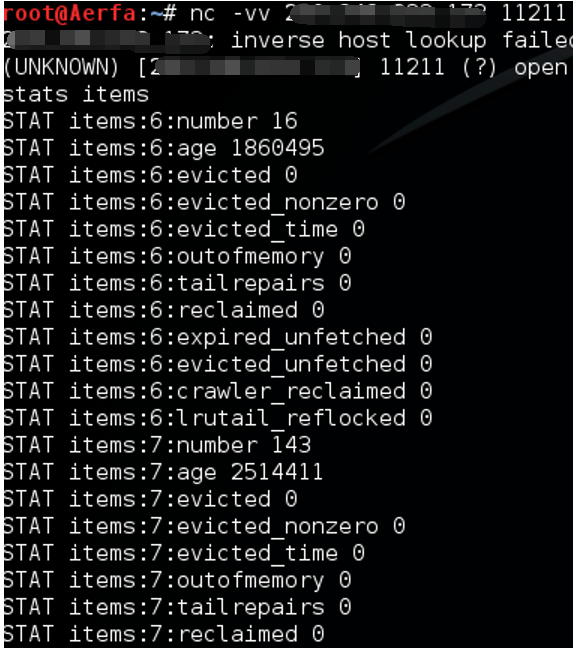 root@Aerfa:~# nc -vv 2 11211
2 : inverse host lookup failed
(UNKNOWN) [2 ] 11211 (?) open
stats items
STAT items:6:number 16
STAT items:6:age 1860495
STAT items:6:evicted 0
STAT items:6:evicted_nonzero 0
STAT items:6:evicted_time 0
STAT items:6:outofmemory 0
STAT items:6:tailrepairs 0
STAT items:6:reclaimed 0
STAT items:6:expired_unfetched 0
STAT items:6:evicted_unfetched 0
STAT items:6:crawler_reclaimed 0
STAT items:6:lrutail_reflocked 0
STAT items:7:number 143
STAT items:7:age 2514411
STAT items:7:evicted 0
STAT items:7:evicted_nonzero 0
STAT items:7:evicted_time 0
STAT items:7:outofmemory 0
STAT items:7:tailrepairs 0
STAT items:7:reclaimed 0